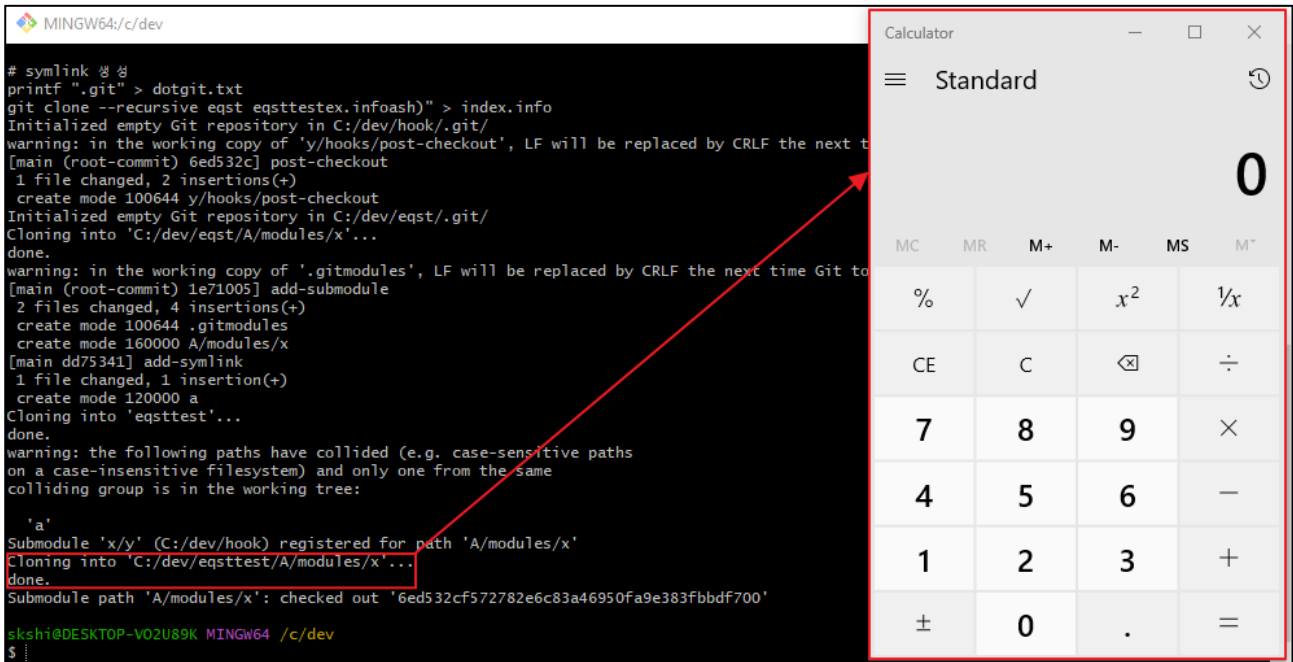 MINGW64:/c/dev
# symlink 생성
printf ".git" > dotgit.txt
git clone --recursive eqst eqsttestex.infoash)" > index.info
Initialized empty Git repository in C:/dev/hook/.git/
warning: in the working copy of 'y/hooks/post-checkout', LF will be replaced by CRLF the next t
[main (root-commit) 6ed532c] post-checkout
1 file changed, 2 insertions(+)
create mode 100644 y/hooks/post-checkout
Initialized empty Git repository in C:/dev/eqst/.git/
Cloning into 'C:/dev/eqst/A/modules/x'...
done.
warning: in the working copy of '.gitmodules', LF will be replaced by CRLF the next time Git to
[main (root-commit) 1e71005] add-submodule
2 files changed, 4 insertions(+)
create mode 100644 .gitmodules
create mode 160000 A/modules/x
[main dd75341] add-symlink
1 file changed, 1 insertion(+)
create mode 120000 a
Cloning into 'eqsttest'...
done.
warning: the following paths have collided (e.g. case-sensitive paths
on a case-insensitive filesystem) and only one from the same
colliding group is in the working tree:
'a'
Submodule 'x/y' (C:/dev/hook) registered for path 'A/modules/x'
Cloning into 'C:/dev/eqsttest/A/modules/x'...
done.
Submodule path 'A/modules/x': checked out '6ed532cf572782e6c83a46950fa9e383fbbdf700'
skshi@DESKTOP-VO2U89K MINGW64 /c/dev
$
Calculator
Standard
0
MC MR M+ M- MS M˅
% √ x² ¹/x
CE C ⌫ ÷
7 8 9 ×
4 5 6 −
1 2 3 +
± 0 . =